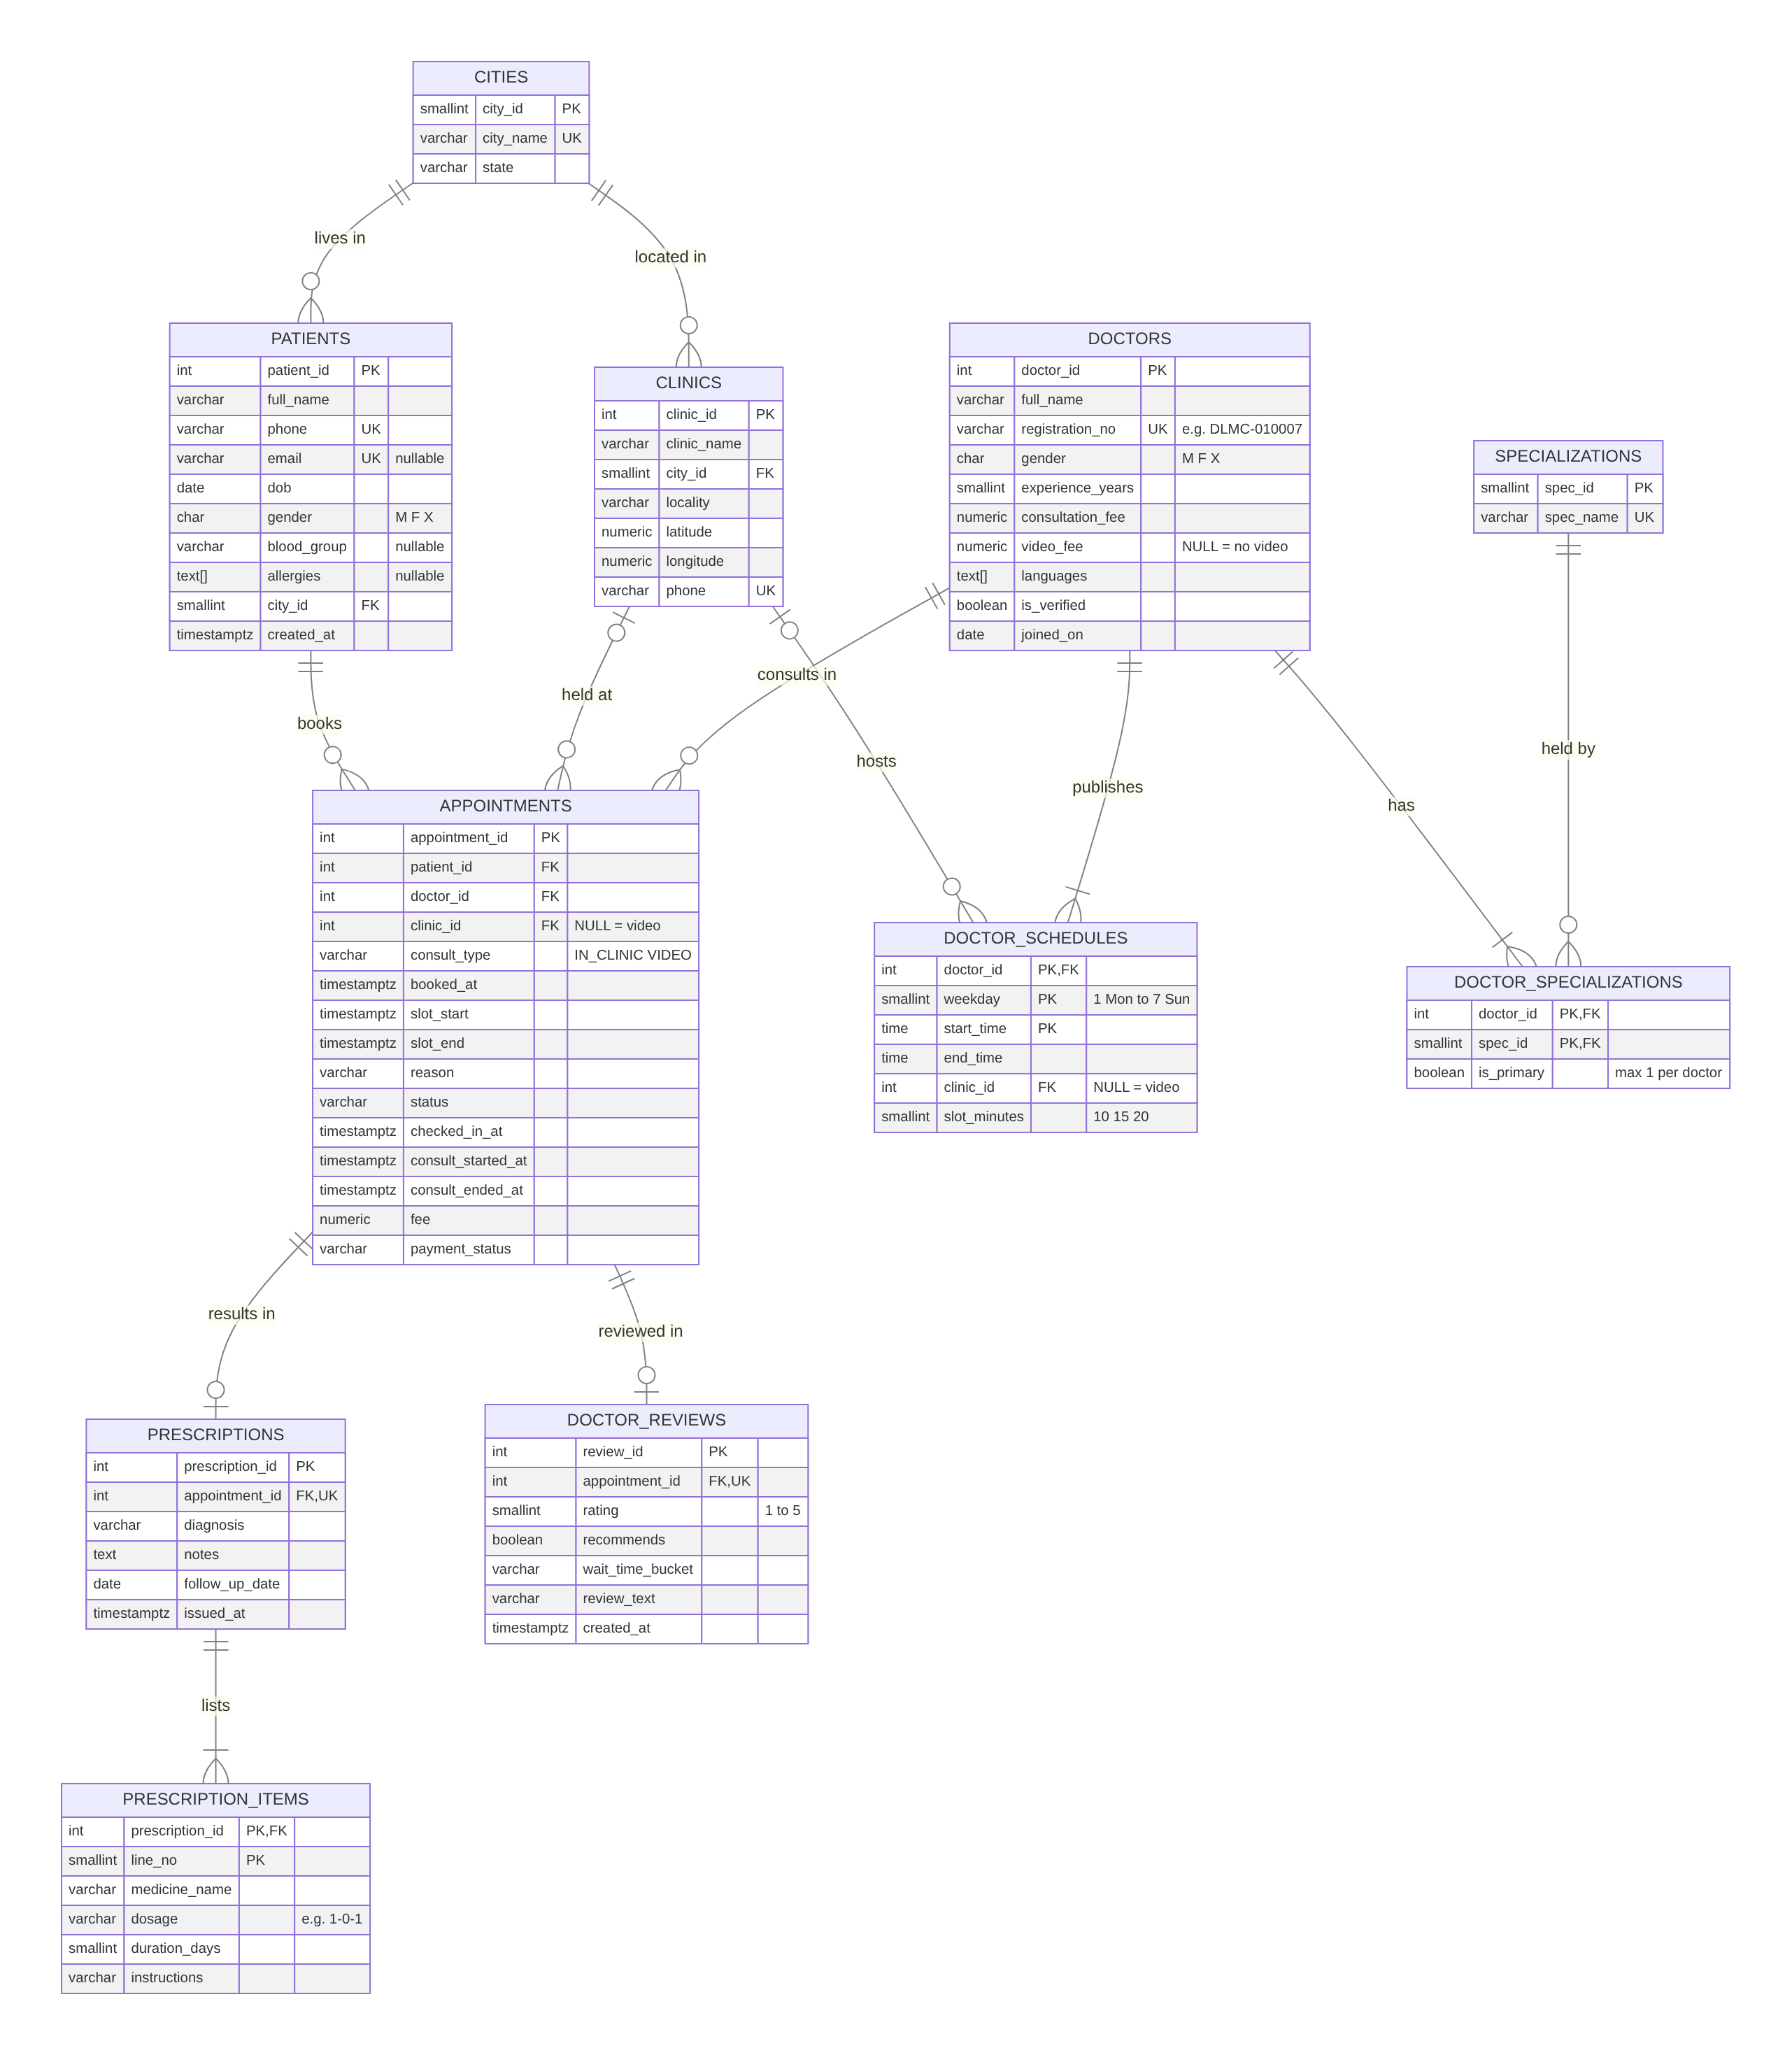 CITIES
smallint city_id PK
varchar city_name UK
varchar state
lives in
located in
PATIENTS
int patient_id PK
varchar full_name
varchar phone UK
varchar email UK nullable
date dob
char gender M F X
varchar blood_group nullable
text[] allergies nullable
smallint city_id FK
timestamptz created_at
CLINICS
int clinic_id PK
varchar clinic_name
smallint city_id FK
varchar locality
numeric latitude
numeric longitude
varchar phone UK
DOCTORS
int doctor_id PK
varchar full_name
varchar registration_no UK e.g. DLMC-010007
char gender M F X
smallint experience_years
numeric consultation_fee
numeric video_fee NULL = no video
text[] languages
boolean is_verified
date joined_on
SPECIALIZATIONS
smallint spec_id PK
varchar spec_name UK
books
held at
consults in
hosts
publishes
has
held by
APPOINTMENTS
int appointment_id PK
int patient_id FK
int doctor_id FK
int clinic_id FK NULL = video
varchar consult_type IN_CLINIC VIDEO
timestamptz booked_at
timestamptz slot_start
timestamptz slot_end
varchar reason
varchar status
timestamptz checked_in_at
timestamptz consult_started_at
timestamptz consult_ended_at
numeric fee
varchar payment_status
DOCTOR_SCHEDULES
int doctor_id PK,FK
smallint weekday PK 1 Mon to 7 Sun
time start_time PK
time end_time
int clinic_id FK NULL = video
smallint slot_minutes 10 15 20
DOCTOR_SPECIALIZATIONS
int doctor_id PK,FK
smallint spec_id PK,FK
boolean is_primary max 1 per doctor
results in
reviewed in
PRESCRIPTIONS
int prescription_id PK
int appointment_id FK,UK
varchar diagnosis
text notes
date follow_up_date
timestamptz issued_at
DOCTOR_REVIEWS
int review_id PK
int appointment_id FK,UK
smallint rating 1 to 5
boolean recommends
varchar wait_time_bucket
varchar review_text
timestamptz created_at
lists
PRESCRIPTION_ITEMS
int prescription_id PK,FK
smallint line_no PK
varchar medicine_name
varchar dosage e.g. 1-0-1
smallint duration_days
varchar instructions